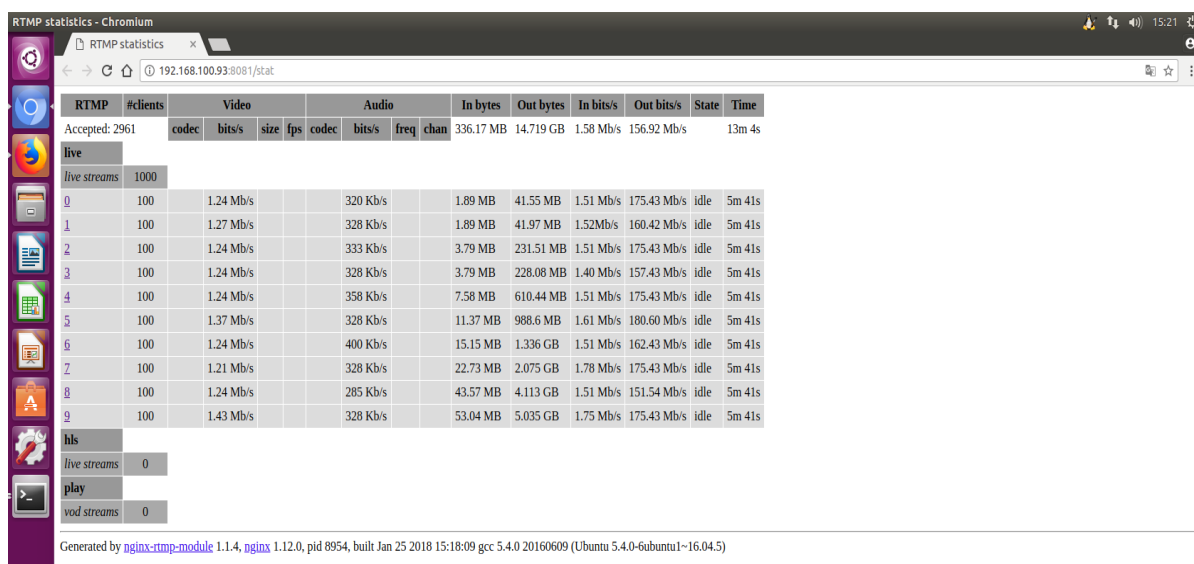 RTMP statistics - Chromium
15:21
RTMP statistics ×
192.168.100.93:8081/stat
RTMP #clients Video Audio In bytes Out bytes In bits/s Out bits/s State Time
Accepted: 2961 codec bits/s size fps codec bits/s freq chan 336.17 MB 14.719 GB 1.58 Mb/s 156.92 Mb/s 13m 4s
live
live streams 1000
0 100 1.24 Mb/s 320 Kb/s 1.89 MB 41.55 MB 1.51 Mb/s 175.43 Mb/s idle 5m 41s
1 100 1.27 Mb/s 328 Kb/s 1.89 MB 41.97 MB 1.52Mb/s 160.42 Mb/s idle 5m 41s
2 100 1.24 Mb/s 333 Kb/s 3.79 MB 231.51 MB 1.51 Mb/s 175.43 Mb/s idle 5m 41s
3 100 1.24 Mb/s 328 Kb/s 3.79 MB 228.08 MB 1.40 Mb/s 157.43 Mb/s idle 5m 41s
4 100 1.24 Mb/s 358 Kb/s 7.58 MB 610.44 MB 1.51 Mb/s 175.43 Mb/s idle 5m 41s
5 100 1.37 Mb/s 328 Kb/s 11.37 MB 988.6 MB 1.61 Mb/s 180.60 Mb/s idle 5m 41s
6 100 1.24 Mb/s 400 Kb/s 15.15 MB 1.336 GB 1.51 Mb/s 162.43 Mb/s idle 5m 41s
7 100 1.21 Mb/s 328 Kb/s 22.73 MB 2.075 GB 1.78 Mb/s 175.43 Mb/s idle 5m 41s
8 100 1.24 Mb/s 285 Kb/s 43.57 MB 4.113 GB 1.51 Mb/s 151.54 Mb/s idle 5m 41s
9 100 1.43 Mb/s 328 Kb/s 53.04 MB 5.035 GB 1.75 Mb/s 175.43 Mb/s idle 5m 41s
hls
live streams 0
play
vod streams 0
Generated by nginx-rtmp-module 1.1.4, nginx 1.12.0, pid 8954, built Jan 25 2018 15:18:09 gcc 5.4.0 20160609 (Ubuntu 5.4.0-6ubuntu1~16.04.5)